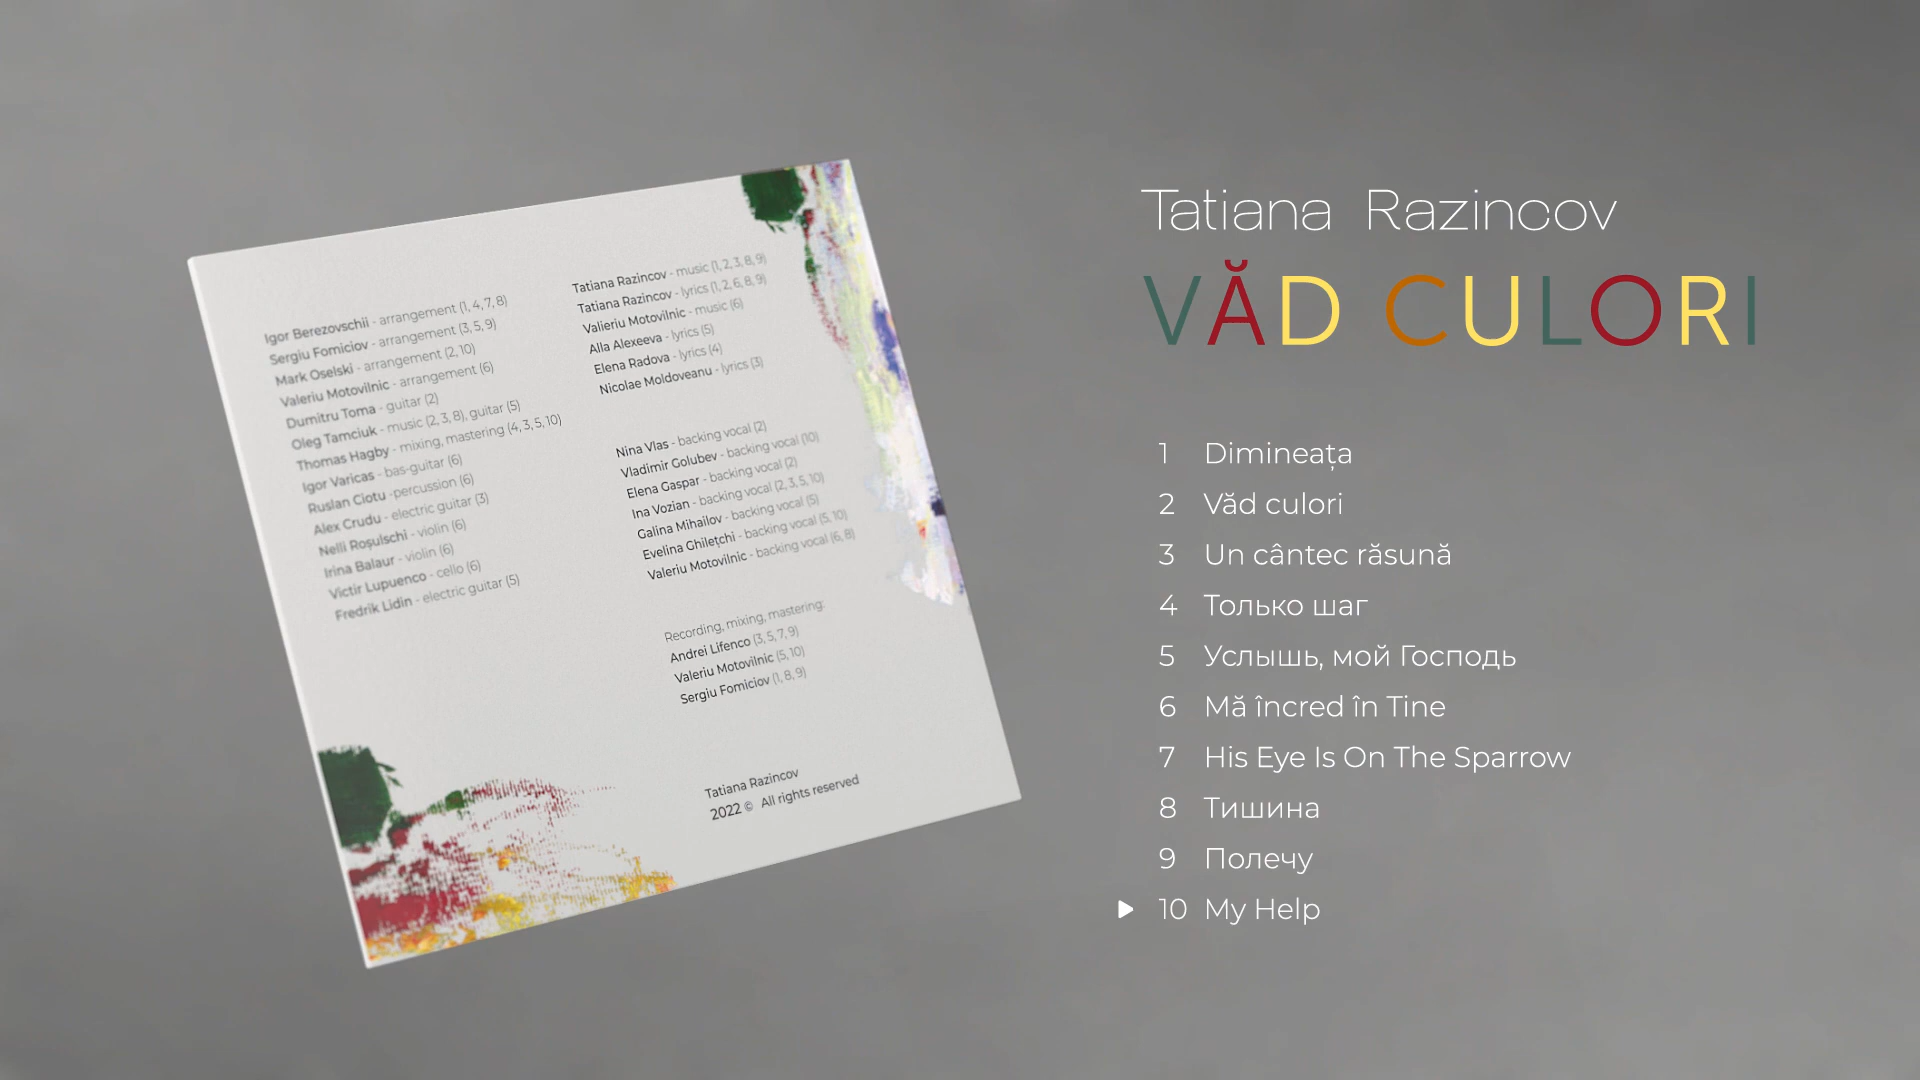 Igor Berezovschii - arrangement (1, 4, 7, 8)
Sergiu Fomiciov - arrangement (3, 5, 9)
Mark Oselski - arrangement (2, 10)
Valeriu Motovilnic - arrangement (6)
Dumitru Toma - guitar (2)
Oleg Tamciuk - music (2, 3, 8), guitar (5)
Thomas Hagby - mixing, mastering (4, 3, 5, 10)
Igor Varicas - bas-guitar (6)
Ruslan Ciotu -percussion (6)
Alex Crudu - electric guitar (3)
Nelli Roșulschi - violin (6)
Irina Balaur - violin (6)
Victir Lupuenco - cello (6)
Fredrik Lidin - electric guitar (5)
Tatiana Razincov - music (1, 2, 3, 8, 9)
Tatiana Razincov - lyrics (1, 2, 6, 8, 9)
Valieriu Motovilnic - music (6)
Alla Alexeeva - lyrics (5)
Elena Radova - lyrics (4)
Nicolae Moldoveanu - lyrics (3)
Nina Vlas - backing vocal (2)
Vladimir Golubev - backing vocal (10)
Elena Gaspar - backing vocal (2)
Ina Vozian - backing vocal (2, 3, 5, 10)
Galina Mihailov - backing vocal (5)
Evelina Ghilețchi - backing vocal (5, 10)
Valeriu Motovilnic - backing vocal (6, 8)
Recording, mixing, mastering:
Andrei Lifenco (3, 5, 7, 9)
Valeriu Motovilnic (5, 10)
Sergiu Fomiciov (1, 8, 9)
Tatiana Razincov
2022 © All rights reserved
Tatiana Razincov
VĂD CULORI
1 Dimineața
2 Văd culori
3 Un cântec răsună
4 Только шаг
5 Услышь, мой Господь
6 Mă încred în Tine
7 His Eye Is On The Sparrow
8 Тишина
9 Полечу
10 My Help